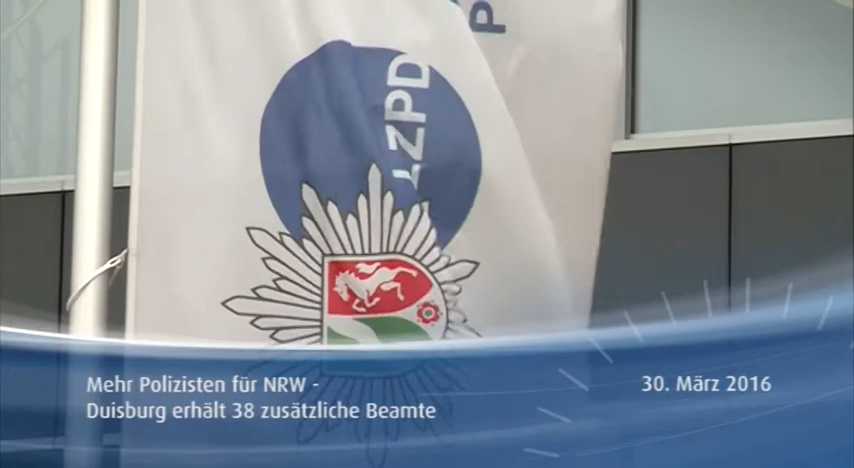 P
LZPD
Mehr Polizisten für NRW -
Duisburg erhält 38 zusätzliche Beamte
30. März 2016